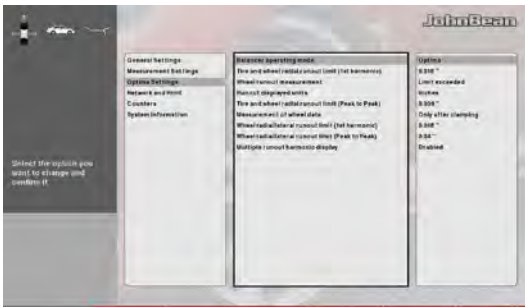 JohnBean
General Settings
Measurement Settings
Optima Settings
Network and Print
Counters
System Information
Balancer operating mode
Tire and wheel radial runout limit (1st harmonic)
Wheel runout measurement
Runout displayed units
Tire and wheel radial runout limit (Peak to Peak)
Measurement of wheel data
Wheel radial/lateral runout limit (1st harmonic)
Wheel radial/lateral runout limit (Peak to Peak)
Multiple runout harmonic display
Optima
Limit exceeded
Inches
Only after clamping
Enabled
Select the option you
want to change and
confirm it